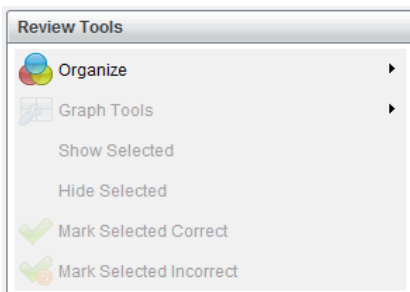 Review Tools
Organize
Graph Tools
Show Selected
Hide Selected
Mark Selected Correct
Mark Selected Incorrect